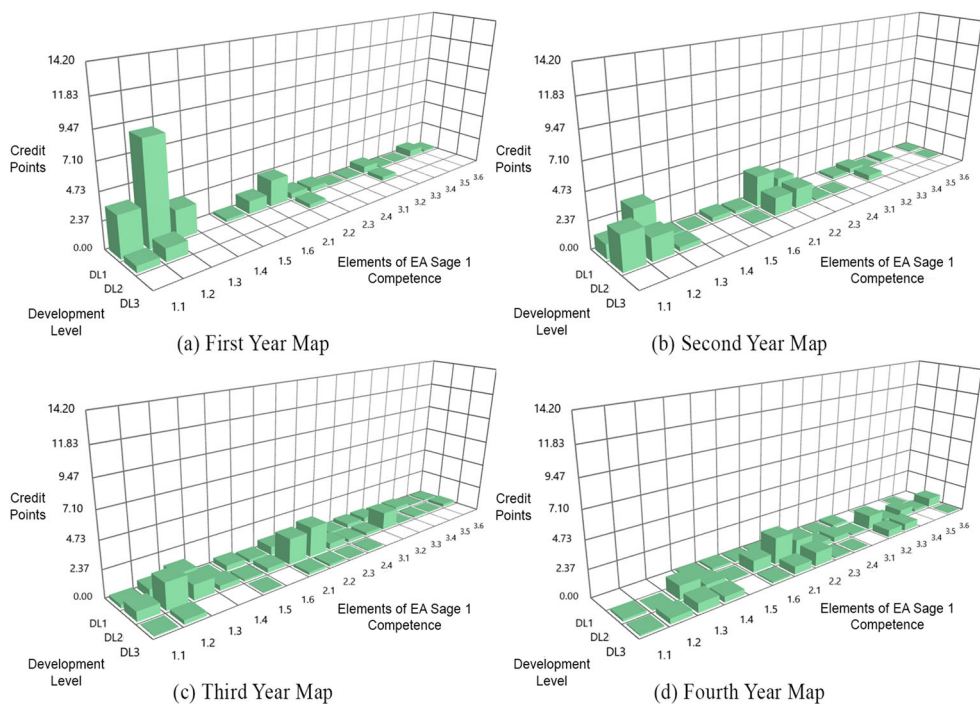 14.20
11.83
9.47
7.10
4.73
2.37
0.00
Credit
Points
DL1
DL2
DL3
Development
Level
1.1
1.2
1.3
1.4
1.5
1.6
2.1
2.2
2.4
3.1
3.2
3.3
3.4
3.5
3.6
Elements of EA Sage 1
Competence
(a) First Year Map
14.20
11.83
9.47
7.10
4.73
2.37
0.00
Credit
Points
DL1
DL2
DL3
Development
Level
1.1
1.2
1.3
1.4
1.5
1.6
2.1
2.2
2.4
3.1
3.2
3.3
3.4
3.5
3.6
Elements of EA Sage 1
Competence
(b) Second Year Map
14.20
11.83
9.47
7.10
4.73
2.37
0.00
Credit
Points
DL1
DL2
DL3
Development
Level
1.1
1.2
1.3
1.4
1.5
1.6
2.1
2.2
2.4
3.1
3.2
3.3
3.4
3.5
3.6
Elements of EA Sage 1
Competence
(c) Third Year Map
14.20
11.83
9.47
7.10
4.73
2.37
0.00
Credit
Points
DL1
DL2
DL3
Development
Level
1.1
1.2
1.3
1.4
1.5
1.6
2.1
2.2
2.4
3.1
3.2
3.3
3.4
3.5
3.6
Elements of EA Sage 1
Competence
(d) Fourth Year Map